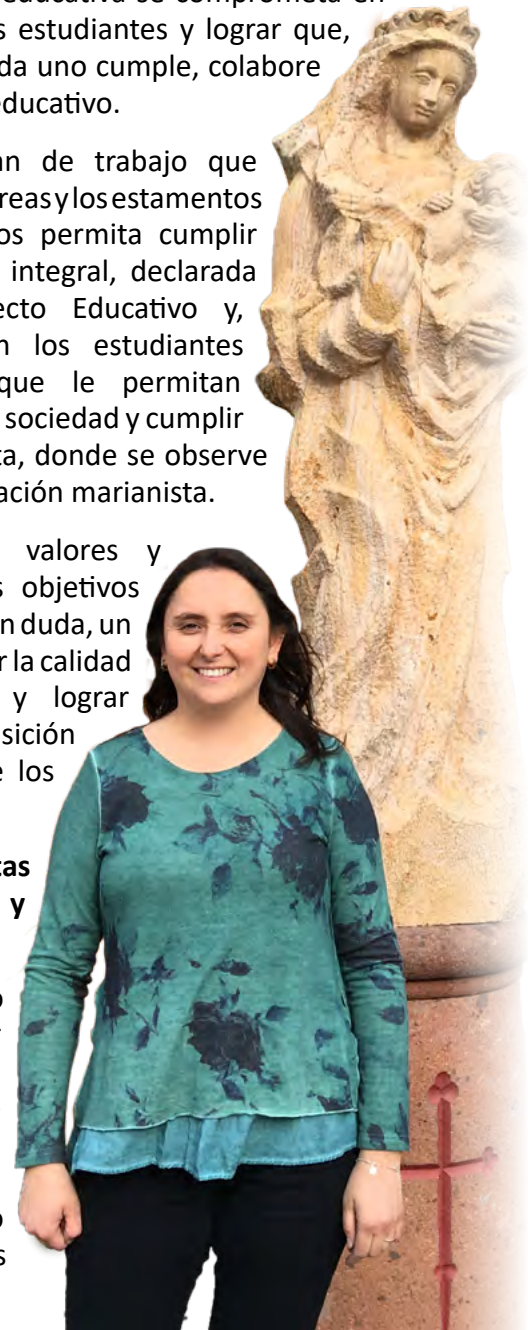 educativa se comprometa en
s estudiantes y lograr que,
da uno cumple, colabore
educativo.
an de trabajo que
reas y los estamentos
os permita cumplir
integral, declarada
ecto Educativo y,
n los estudiantes
que le permitan
sociedad y cumplir
ta, donde se observe
ación marianista.
valores y
s objetivos
n duda, un
r la calidad
y lograr
sición
e los
tas
y
o
o
s